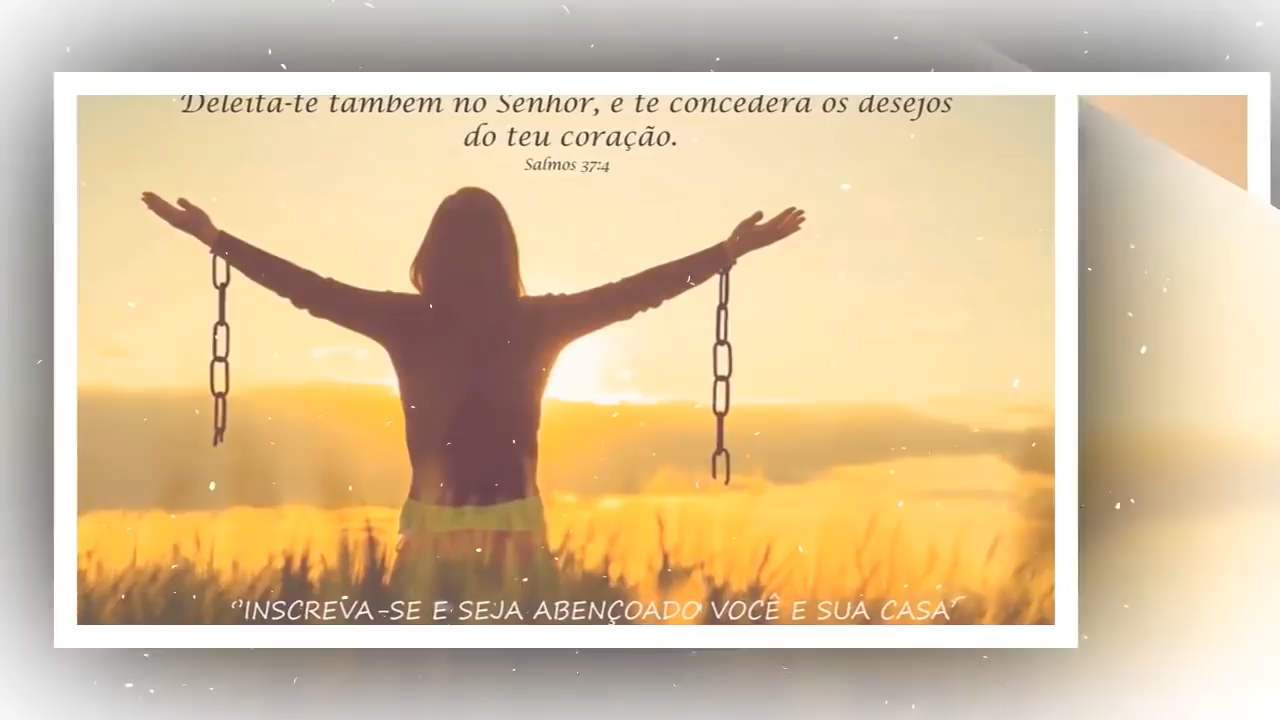 Deleita-te também no Senhor, e te concederá os desejos
do teu coração.
Salmos 37:4
"INSCREVA-SE E SEJA ABENÇOADO VOCÊ E SUA CASA"